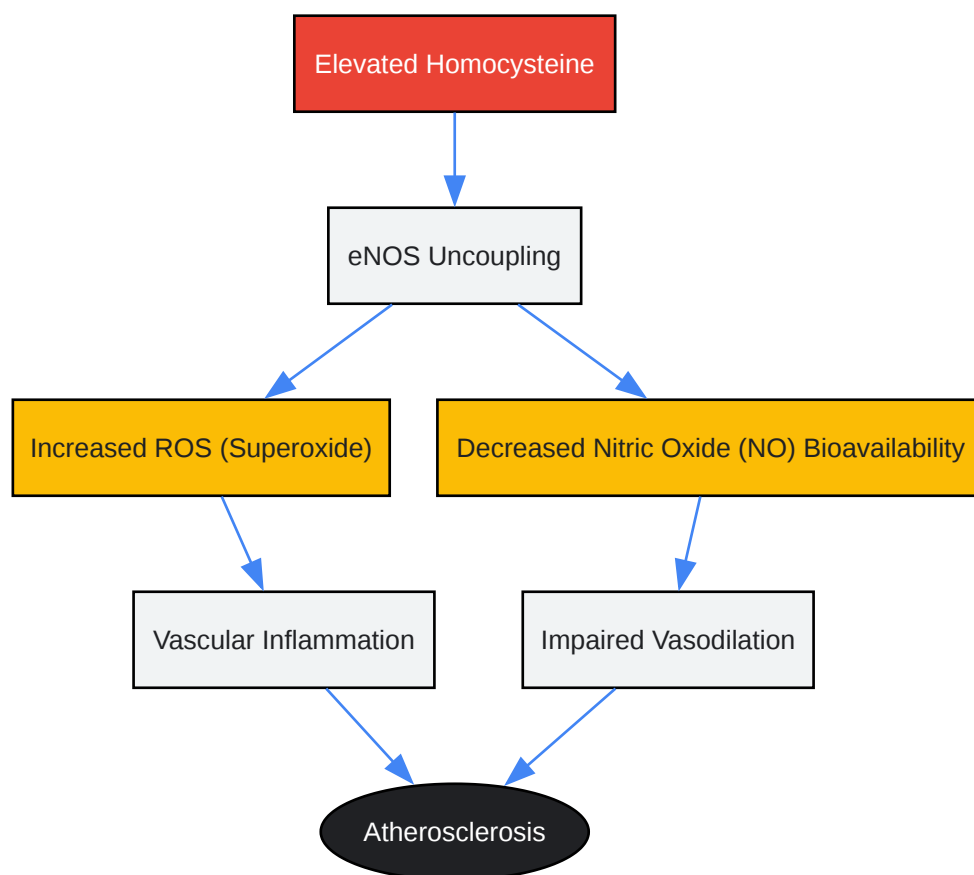 Elevated Homocysteine
eNOS Uncoupling
Increased ROS (Superoxide)
Decreased Nitric Oxide (NO) Bioavailability
Vascular Inflammation
Impaired Vasodilation
Atherosclerosis